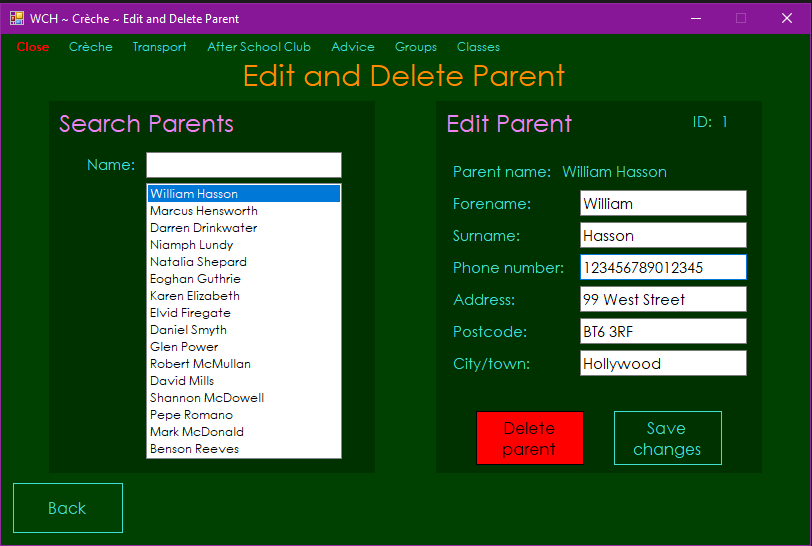 WCH ~ Crèche ~ Edit and Delete Parent
Close Crèche Transport After School Club Advice Groups Classes
Edit and Delete Parent
Search Parents
Name:
William Hasson
Marcus Hensworth
Darren Drinkwater
Niamph Lundy
Natalia Shepard
Eoghan Guthrie
Karen Elizabeth
Elvid Firegate
Daniel Smyth
Glen Power
Robert McMullan
David Mills
Shannon McDowell
Pepe Romano
Mark McDonald
Benson Reeves
Edit Parent ID: 1
Parent name: William Hasson
Forename: William
Surname: Hasson
Phone number: 123456789012345
Address: 99 West Street
Postcode: BT6 3RF
City/town: Hollywood
Delete
parent
Save
changes
Back